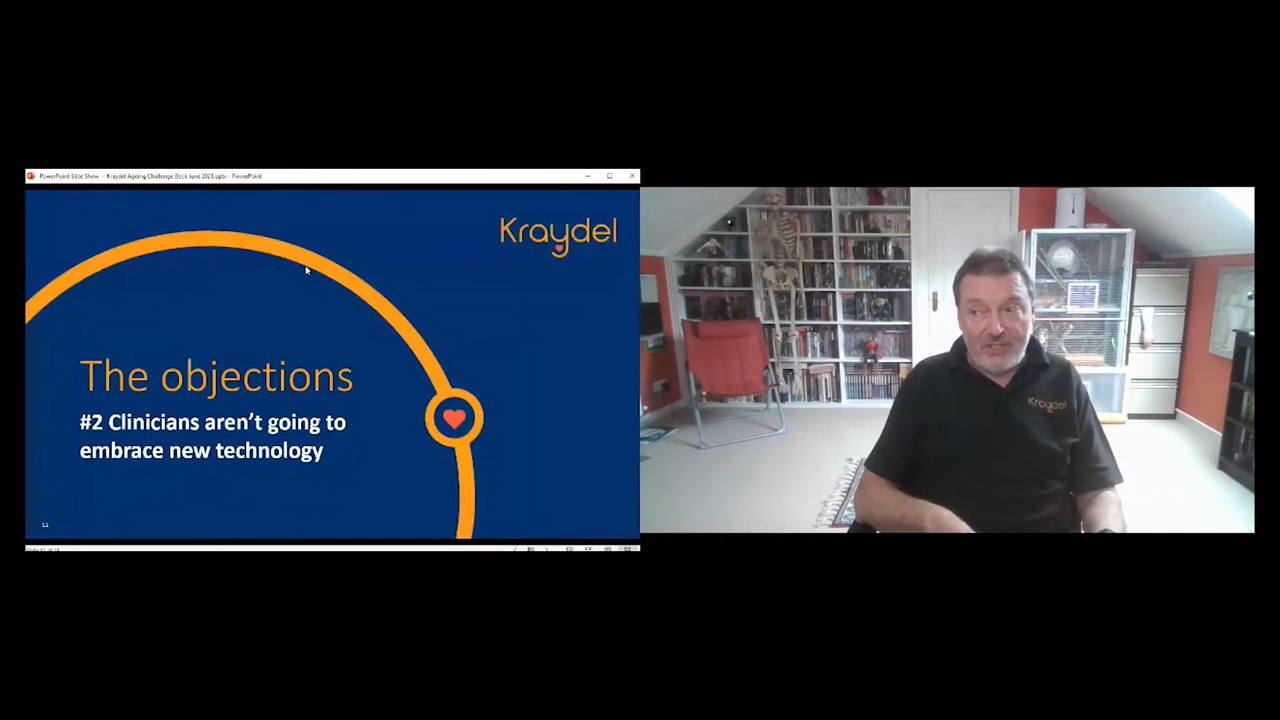 PowerPoint Slide Show - Kraydel Ageing Challenge Deck June 2021.pptx - PowerPoint
Kraydel
The objections
#2 Clinicians aren't going to
embrace new technology
Kraydel